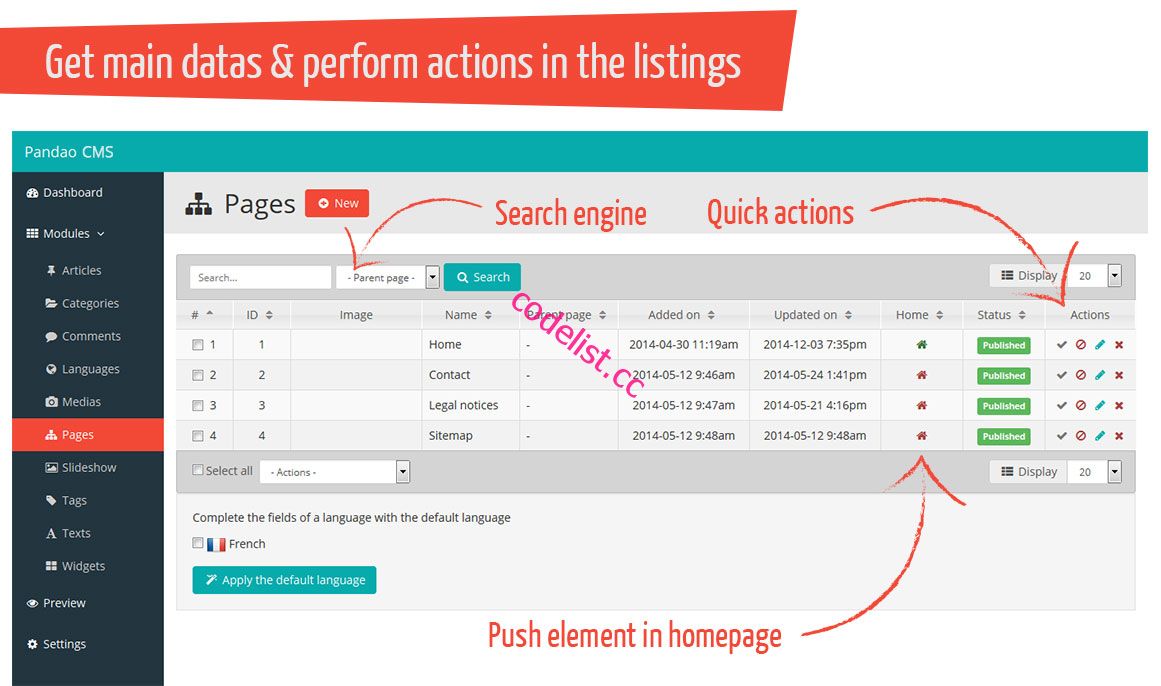 Get main datas & perform actions in the listings
Pandao CMS
Dashboard
Modules
Articles
Categories
Comments
Languages
Medias
Pages
Slideshow
Tags
Texts
Widgets
Preview
Settings
Pages New
Search engine
Quick actions
Search... - Parent page - Search Display 20
# ID Image Name Parent page Added on Updated on Home Status Actions
1 1 Home - 2014-04-30 11:19am 2014-12-03 7:35pm Published
2 2 Contact - 2014-05-12 9:46am 2014-05-24 1:41pm Published
3 3 Legal notices - 2014-05-12 9:47am 2014-05-21 4:16pm Published
4 4 Sitemap - 2014-05-12 9:48am 2014-05-12 9:48am Published
codelist.cc
Select all - Actions - Display 20
Complete the fields of a language with the default language
French
Apply the default language
Push element in homepage